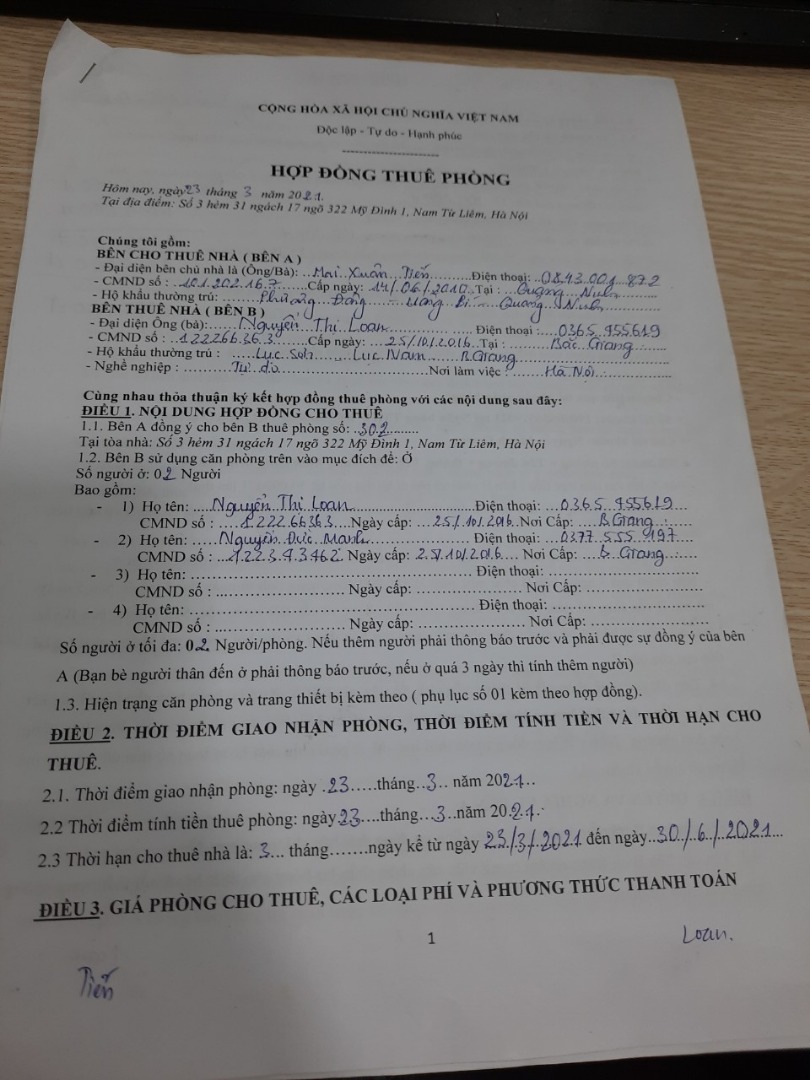 CỘNG HÒA XÃ HỘI CHỦ NGHĨA VIỆT NAM
Độc lập - Tự do - Hạnh phúc
HỢP ĐỒNG THUÊ PHÒNG
Hôm nay, ngày 23 tháng 3 năm 2021.
Tại địa điểm: Số 3 hẻm 31 ngách 17 ngõ 322 Mỹ Đình 1, Nam Từ Liêm, Hà Nội
Chúng tôi gồm:
BÊN CHO THUÊ NHÀ ( BÊN A )
- Đại diện bên chủ nhà là (Ông/Bà): ..Mai Xuân Tiến..........Điện thoại: ..0843 001 872
- CMND số : ..101 202 167.......Cấp ngày: 14/06/2010 Tại : ...Quảng Ninh..........
- Hộ khẩu thường trú: .......Phương Đông ..... Uông Bí ..... Quảng Ninh..........
BÊN THUÊ NHÀ ( BÊN B )
- Đại diện Ông (bà):......Nguyễn Thị Loan.................... Điện thoại :....0365 955619
- CMND số : ...122266363.......Cấp ngày: ...25/10/2016. Tại : ........Bắc Giang..........
- Hộ khẩu thường trú : .....Lục Sơn...... Lục Nam....... B.Giang..........
- Nghề nghiệp : ...........Tự do..............................Nơi làm việc : ........Hà Nội..........
Cùng nhau thỏa thuận ký kết hợp đồng thuê phòng với các nội dung sau đây:
ĐIỀU 1. NỘI DUNG HỢP ĐỒNG CHO THUÊ
1.1. Bên A đồng ý cho bên B thuê phòng số: ..302.........
Tại tòa nhà: Số 3 hẻm 31 ngách 17 ngõ 322 Mỹ Đình 1, Nam Từ Liêm, Hà Nội
1.2. Bên B sử dụng căn phòng trên vào mục đích để: Ở
Số người ở: 02 Người
Bao gồm:
- 1) Họ tên: .....Nguyễn Thị Loan..............................Điện thoại: ...0365 955619
CMND số : ....122266363....Ngày cấp: ...25/10/2016. Nơi Cấp: ....B.Giang..........
- 2) Họ tên: .....Nguyễn Đức Mạnh............................ Điện thoại: ...0377 555 197
CMND số : ...122393462. Ngày cấp: 25/10/2016... Nơi Cấp: ...B. Giang..........
- 3) Họ tên: .................................................. Điện thoại: ..............................
CMND số : ........................ Ngày cấp: ........................ Nơi Cấp: ........................
- 4) Họ tên: .................................................. Điện thoại: ..............................
CMND số : ........................ Ngày cấp: ........................ Nơi Cấp: ........................
Số người ở tối đa: 02 Người/phòng. Nếu thêm người phải thông báo trước và phải được sự đồng ý của bên
A (Bạn bè người thân đến ở phải thông báo trước, nếu ở quá 3 ngày thì tính thêm người)
1.3. Hiện trạng căn phòng và trang thiết bị kèm theo ( phụ lục số 01 kèm theo hợp đồng).
ĐIỀU 2. THỜI ĐIỂM GIAO NHẬN PHÒNG, THỜI ĐIỂM TÍNH TIỀN VÀ THỜI HẠN CHO
THUÊ.
2.1. Thời điểm giao nhận phòng: ngày .23.....tháng..3.. năm 2021..
2.2 Thời điểm tính tiền thuê phòng: ngày23....tháng...3..năm 2021.
2.3 Thời hạn cho thuê nhà là: 3... tháng.......ngày kể từ ngày 23/3/2021 đến ngày..30./.6./.2021...
ĐIỀU 3. GIÁ PHÒNG CHO THUÊ, CÁC LOẠI PHÍ VÀ PHƯƠNG THỨC THANH TOÁN
1
Loan.
Tiến